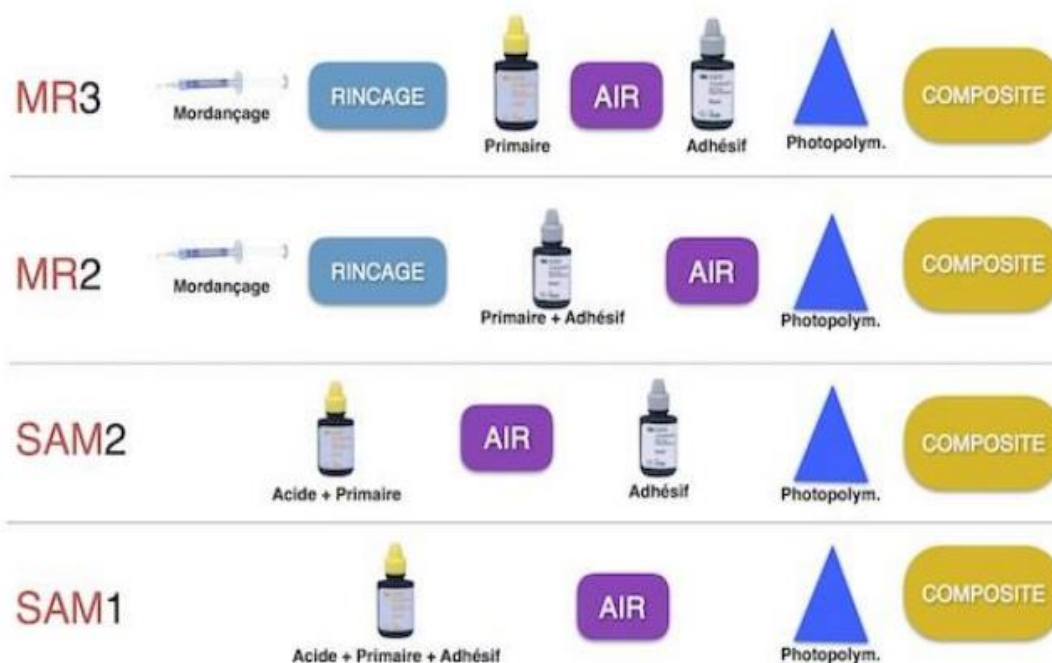 MR3
Mordançage
RINCAGE
Primaire
AIR
Adhésif
Photopolym.
COMPOSITE
MR2
Mordançage
RINCAGE
Primaire + Adhésif
AIR
Photopolym.
COMPOSITE
SAM2
Acide + Primaire
AIR
Adhésif
Photopolym.
COMPOSITE
SAM1
Acide + Primaire + Adhésif
AIR
Photopolym.
COMPOSITE